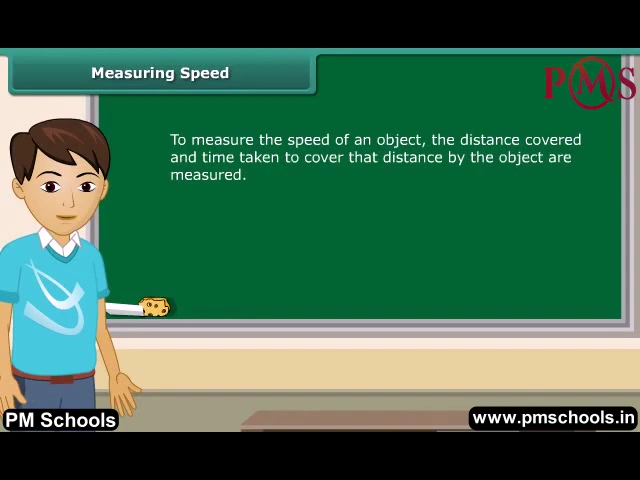 Measuring Speed
PMS
To measure the speed of an object, the distance covered
and time taken to cover that distance by the object are
measured.
PM Schools
www.pmschools.in